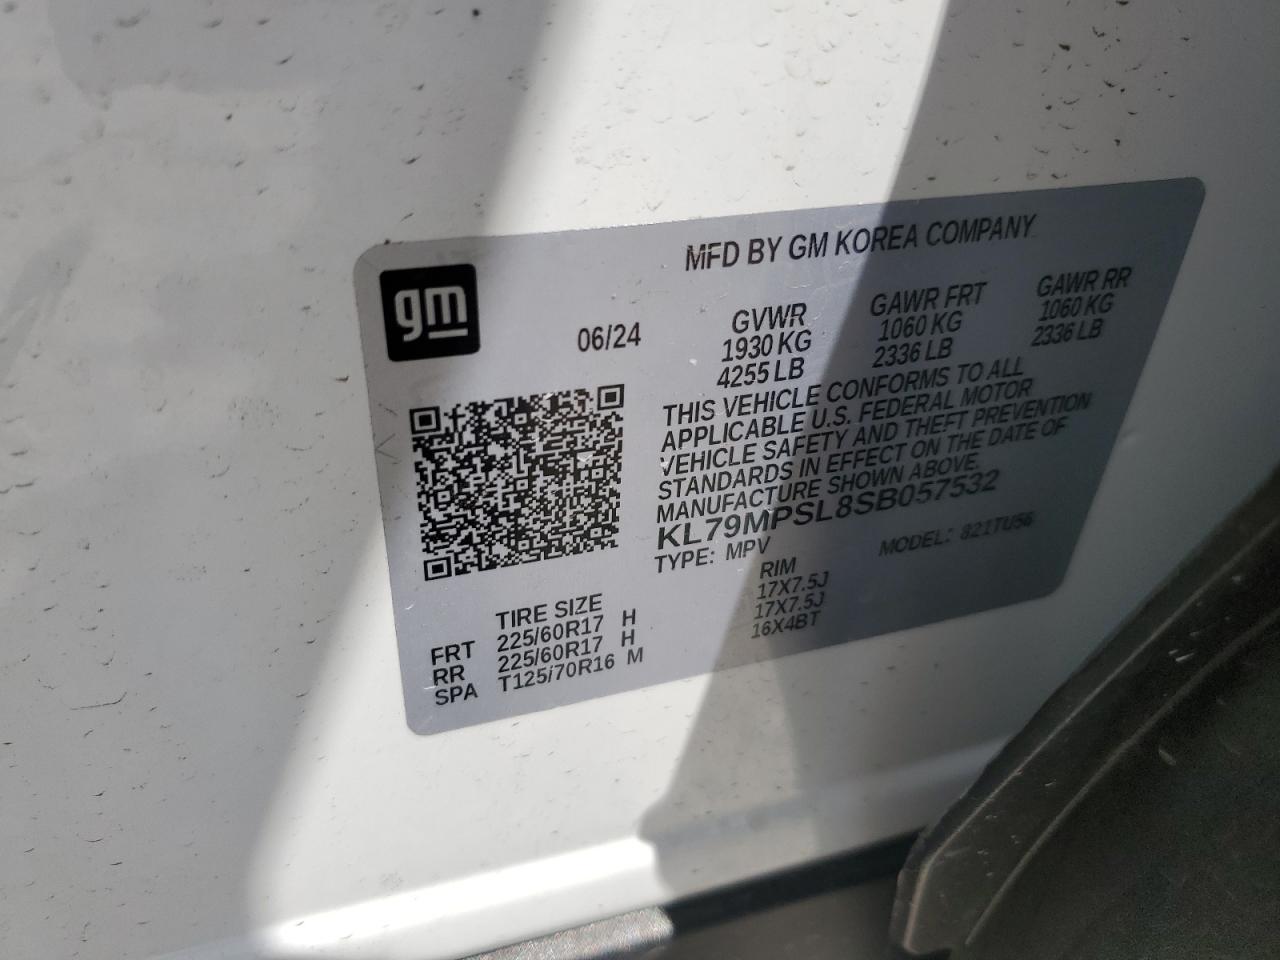 MFD BY GM KOREA COMPANY
gm
06/24
GVWR GAWR FRT GAWR RR
1930 KG 1060 KG 1060 KG
4255 LB 2336 LB 2336 LB
THIS VEHICLE CONFORMS TO ALL
APPLICABLE U.S. FEDERAL MOTOR
VEHICLE SAFETY AND THEFT PREVENTION
STANDARDS IN EFFECT ON THE DATE OF
MANUFACTURE SHOWN ABOVE.
KL79MPSL8SB057532
TYPE: MPV MODEL: 821TU56
TIRE SIZE RIM
FRT 225/60R17 H 17X7.5J
RR 225/60R17 H 17X7.5J
SPA T125/70R16 M 16X4BT